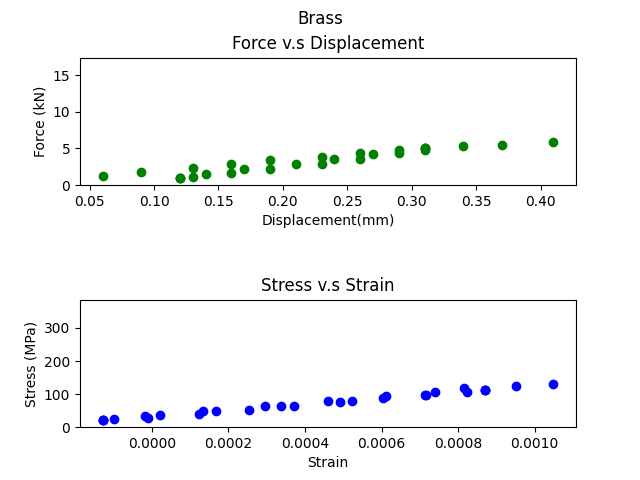 Brass
Force v.s Displacement
15
10
5
0
Force (kN)
0.05 0.10 0.15 0.20 0.25 0.30 0.35 0.40
Displacement(mm)
Stress v.s Strain
300
200
100
0
Stress (MPa)
0.0000 0.0002 0.0004 0.0006 0.0008 0.0010
Strain